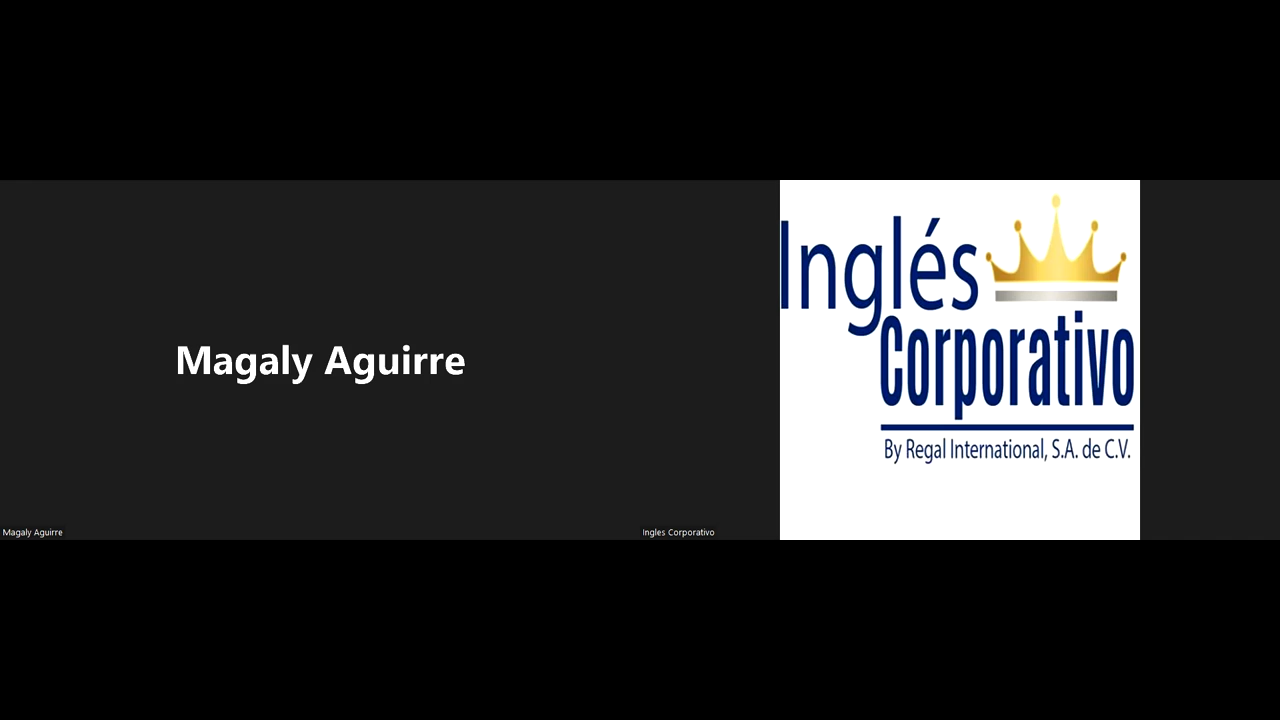 Magaly Aguirre
Magaly Aguirre
Inglés
Corporativo
By Regal International, S.A. de C.V.
Ingles Corporativo